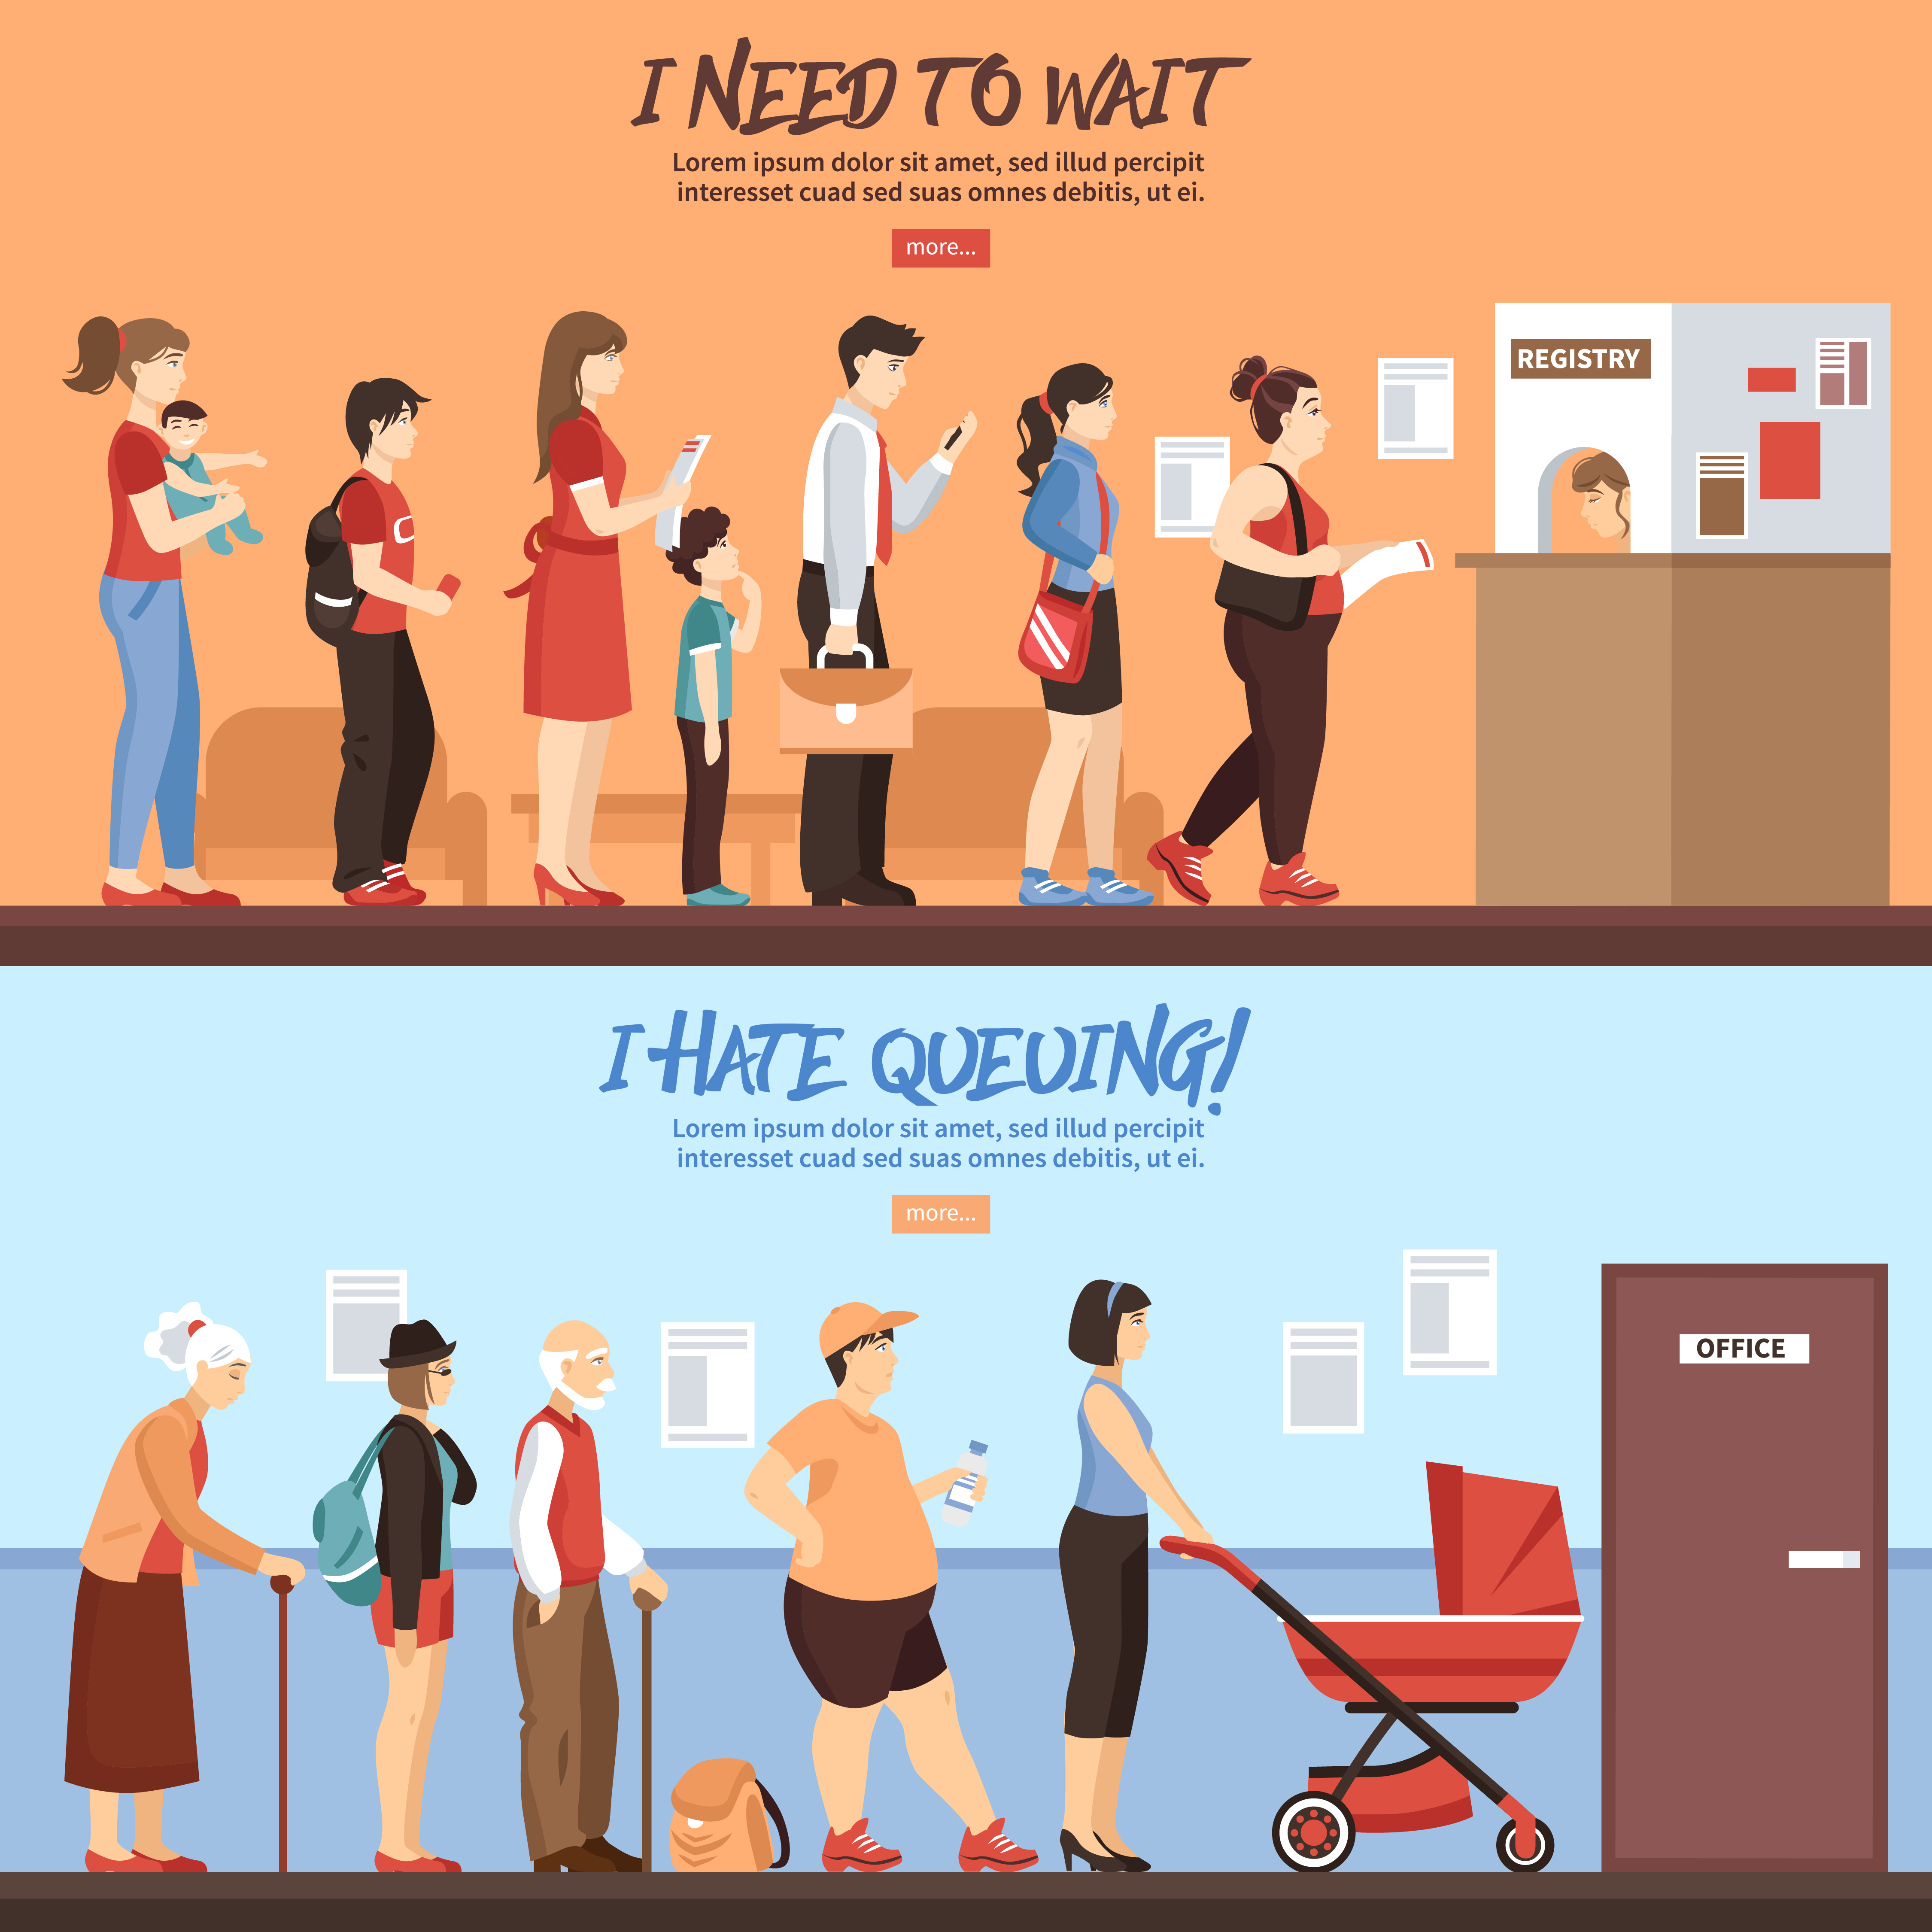 I NEED TO WAIT
Lorem ipsum dolor sit amet, sed illud percipit
interesset cuad sed suas omnes debitis, ut ei.
more...
REGISTRY
I HATE QUEUING!
Lorem ipsum dolor sit amet, sed illud percipit
interesset cuad sed suas omnes debitis, ut ei.
more...
OFFICE